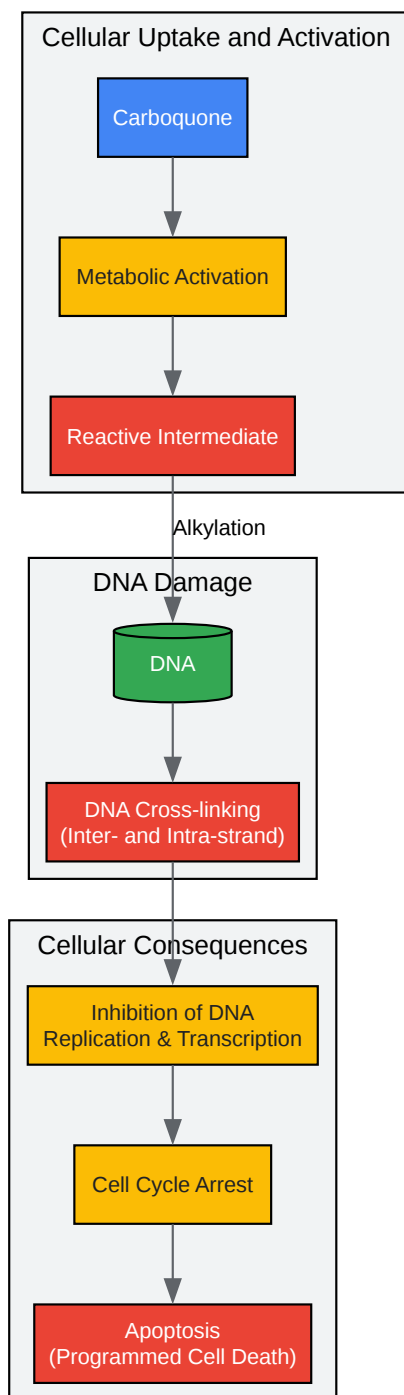 Cellular Uptake and Activation
Carboquone
Metabolic Activation
Reactive Intermediate
Alkylation
DNA Damage
DNA
DNA Cross-linking
(Inter- and Intra-strand)
Cellular Consequences
Inhibition of DNA
Replication & Transcription
Cell Cycle Arrest
Apoptosis
(Programmed Cell Death)